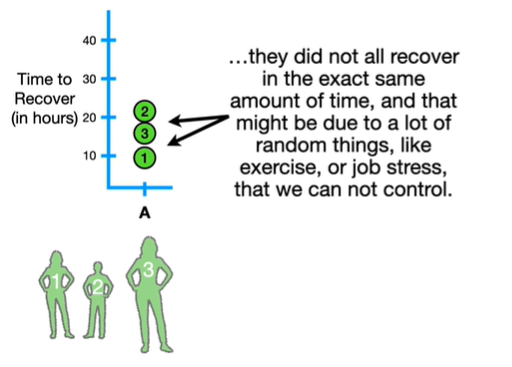 40
Time to
Recover
(in hours)
30
20
10
2
3
1
A
…they did not all recover
in the exact same
amount of time, and that
might be due to a lot of
random things, like
exercise, or job stress,
that we can not control.
1
2
3